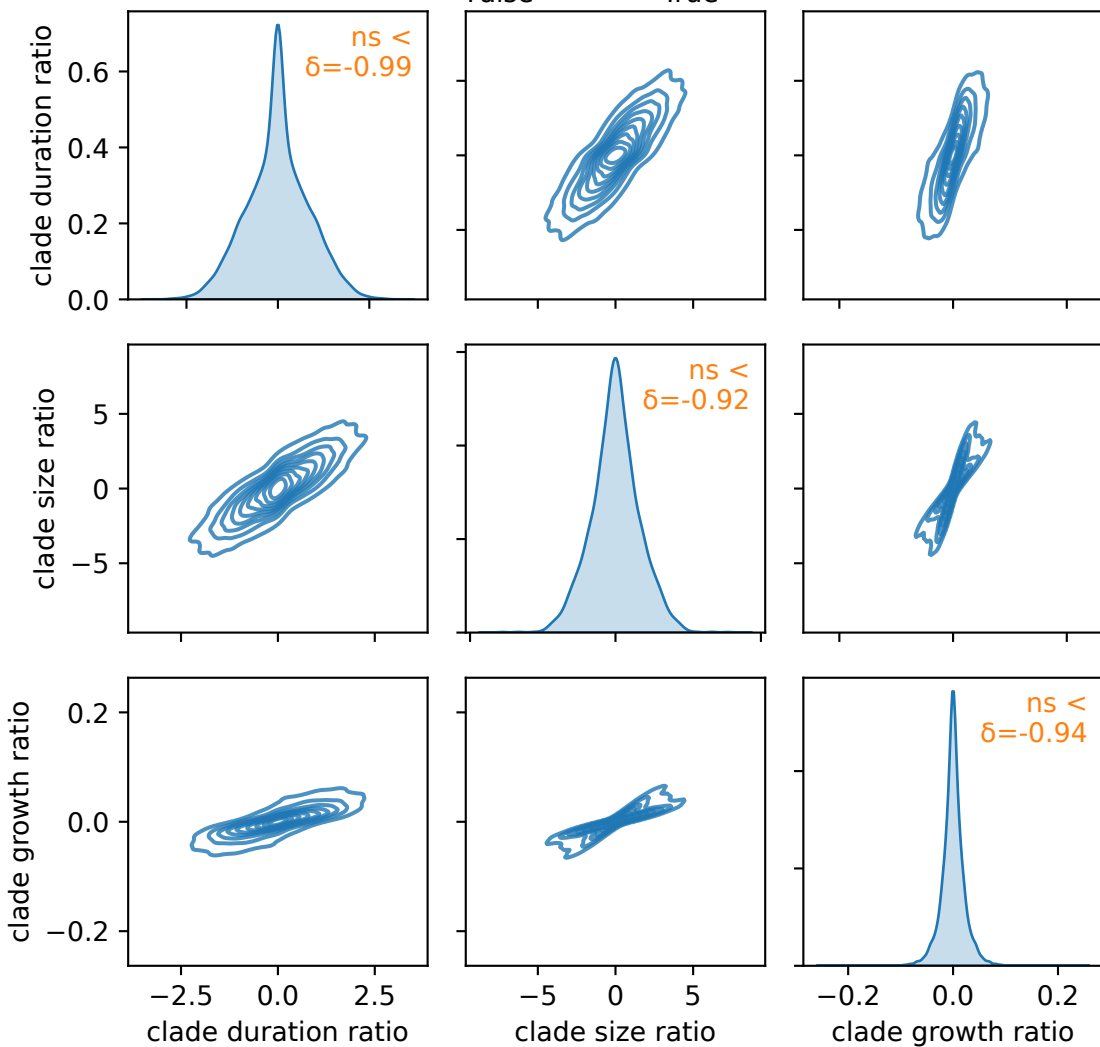 clade duration ratio
0.6
0.4
0.2
0.0
ns <
δ=-0.99
clade size ratio
5
0
−5
ns <
δ=-0.92
clade growth ratio
0.2
0.0
−0.2
ns <
δ=-0.94
−2.5 0.0 2.5
−5 0 5
−0.2 0.0 0.2
clade duration ratio
clade size ratio
clade growth ratio